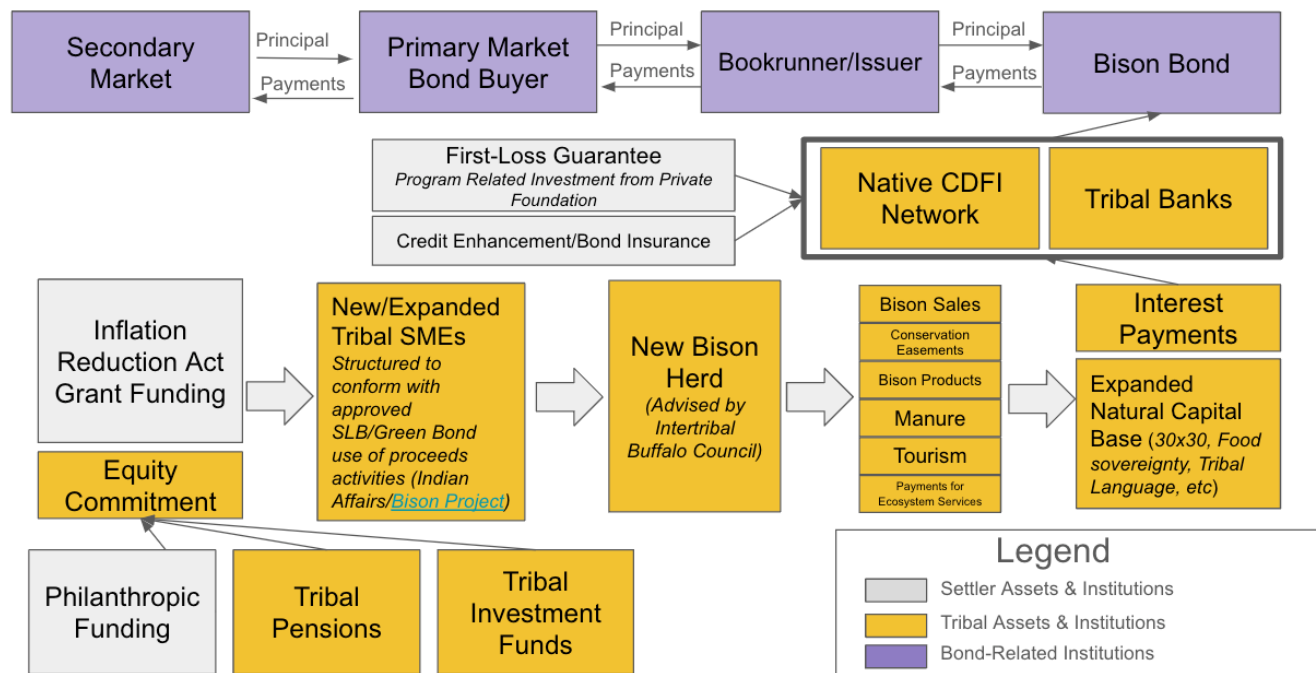 Secondary
Market
Principal
Payments
Primary Market
Bond Buyer
Principal
Payments
Bookrunner/Issuer
Principal
Payments
Bison Bond
First-Loss Guarantee
Program Related Investment from Private
Foundation
Credit Enhancement/Bond Insurance
Native CDFI
Network
Tribal Banks
Inflation
Reduction Act
Grant Funding
Equity
Commitment
New/Expanded
Tribal SMEs
Structured to
conform with
approved
SLB/Green Bond
use of proceeds
activities (Indian
Affairs/Bison Project)
New Bison
Herd
(Advised by
Intertribal
Buffalo Council)
Bison Sales
Conservation
Easements
Bison Products
Manure
Tourism
Payments for
Ecosystem Services
Interest
Payments
Expanded
Natural Capital
Base (30x30, Food
sovereignty, Tribal
Language, etc)
Philanthropic
Funding
Tribal
Pensions
Tribal
Investment
Funds
Legend
Settler Assets & Institutions
Tribal Assets & Institutions
Bond-Related Institutions